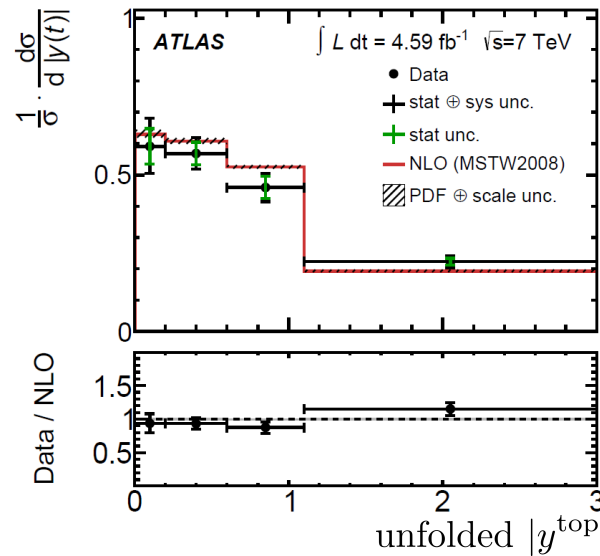 1/σ · dσ/d |y(t)|
ATLAS ∫ L dt = 4.59 fb⁻¹ √s=7 TeV
Data
stat ⊕ sys unc.
stat unc.
NLO (MSTW2008)
PDF ⊕ scale unc.
1
0.5
0
Data / NLO
1.5
1
0.5
0 1 2 3
unfolded |y^top